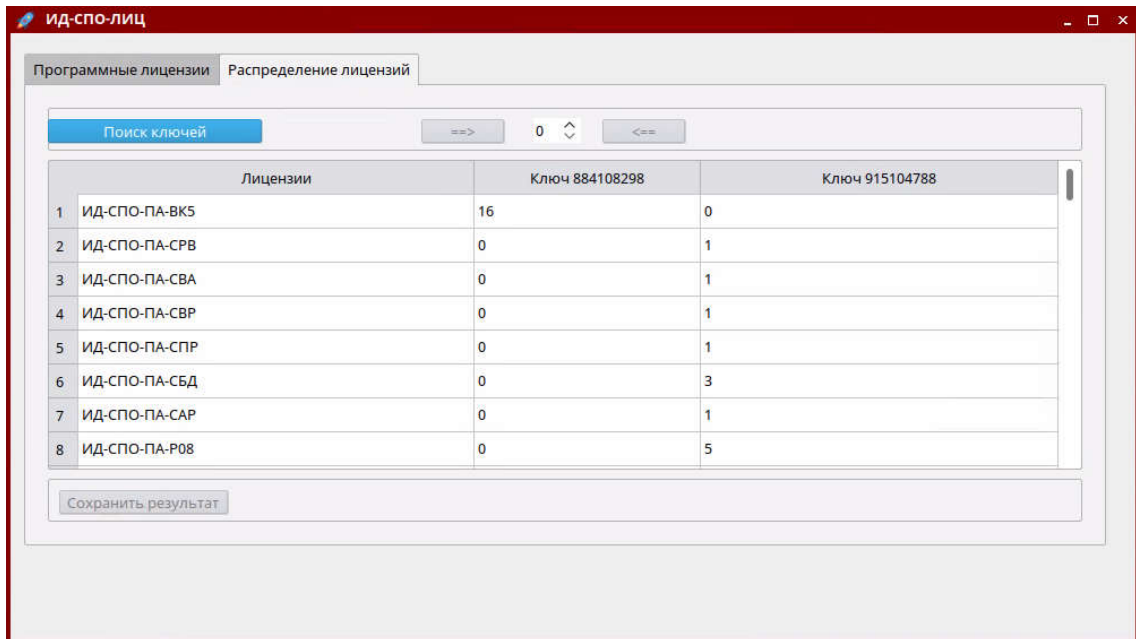 ИД-СПО-ЛИЦ
Программные лицензии Распределение лицензий
Поиск ключей ==> 0 <==
Лицензии Ключ 884108298 Ключ 915104788
1 ИД-СПО-ПА-ВК5 16 0
2 ИД-СПО-ПА-СРВ 0 1
3 ИД-СПО-ПА-СВА 0 1
4 ИД-СПО-ПА-СВР 0 1
5 ИД-СПО-ПА-СПР 0 1
6 ИД-СПО-ПА-СБД 0 3
7 ИД-СПО-ПА-САР 0 1
8 ИД-СПО-ПА-Р08 0 5
Сохранить результат